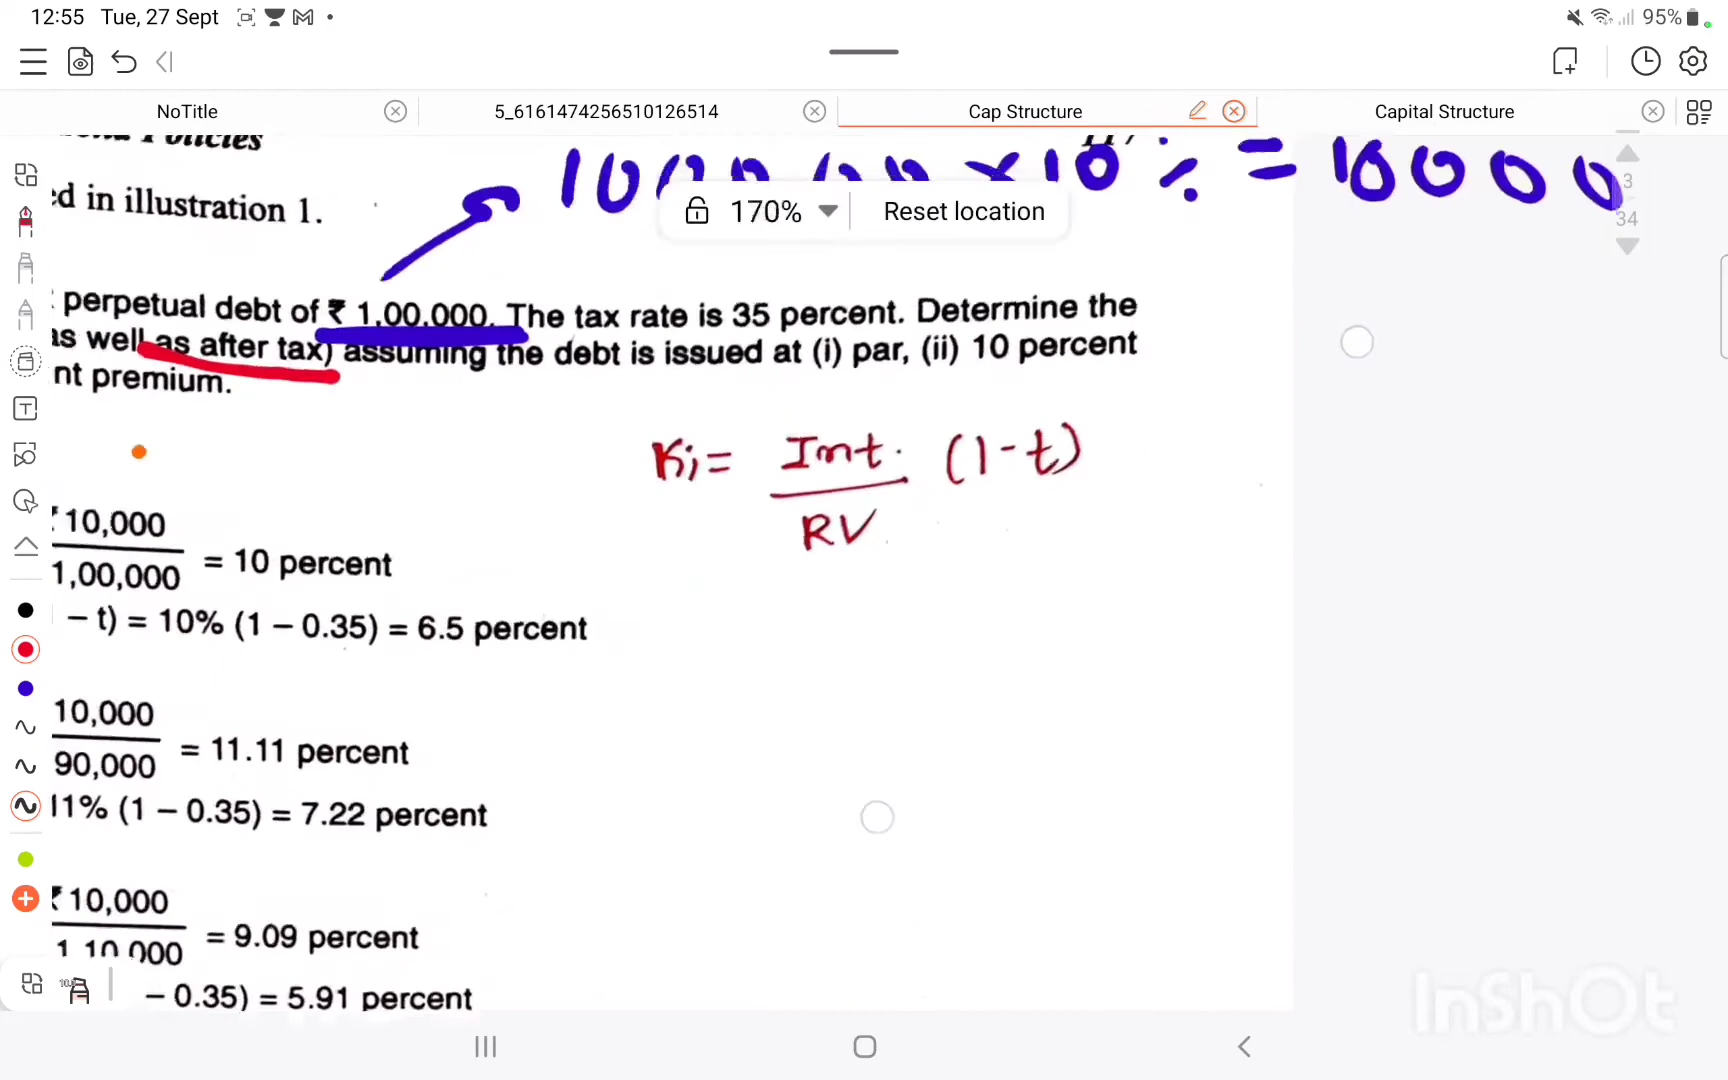 12:55 Tue, 27 Sept
95%
NoTitle
5_6161474256510126514
Cap Structure
Capital Structure
Policies
×10% = 10000
ed in illustration 1.
170%
Reset location
3
34
perpetual debt of ₹ 1,00,000. The tax rate is 35 percent. Determine the
as well as after tax) assuming the debt is issued at (i) par, (ii) 10 percent
nt premium.
Ki = Int. (1-t)
RV
₹10,000
1,00,000 = 10 percent
– t) = 10% (1 – 0.35) = 6.5 percent
10,000
90,000 = 11.11 percent
11% (1 – 0.35) = 7.22 percent
₹10,000
1,10,000 = 9.09 percent
– 0.35) = 5.91 percent
InShOt